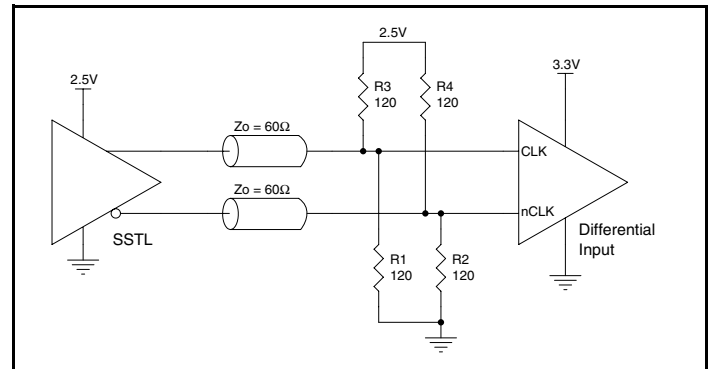 2.5V
3.3V
2.5V
R3
120
R4
120
Zo = 60Ω
CLK
Zo = 60Ω
nCLK
SSTL
Differential
Input
R1
120
R2
120